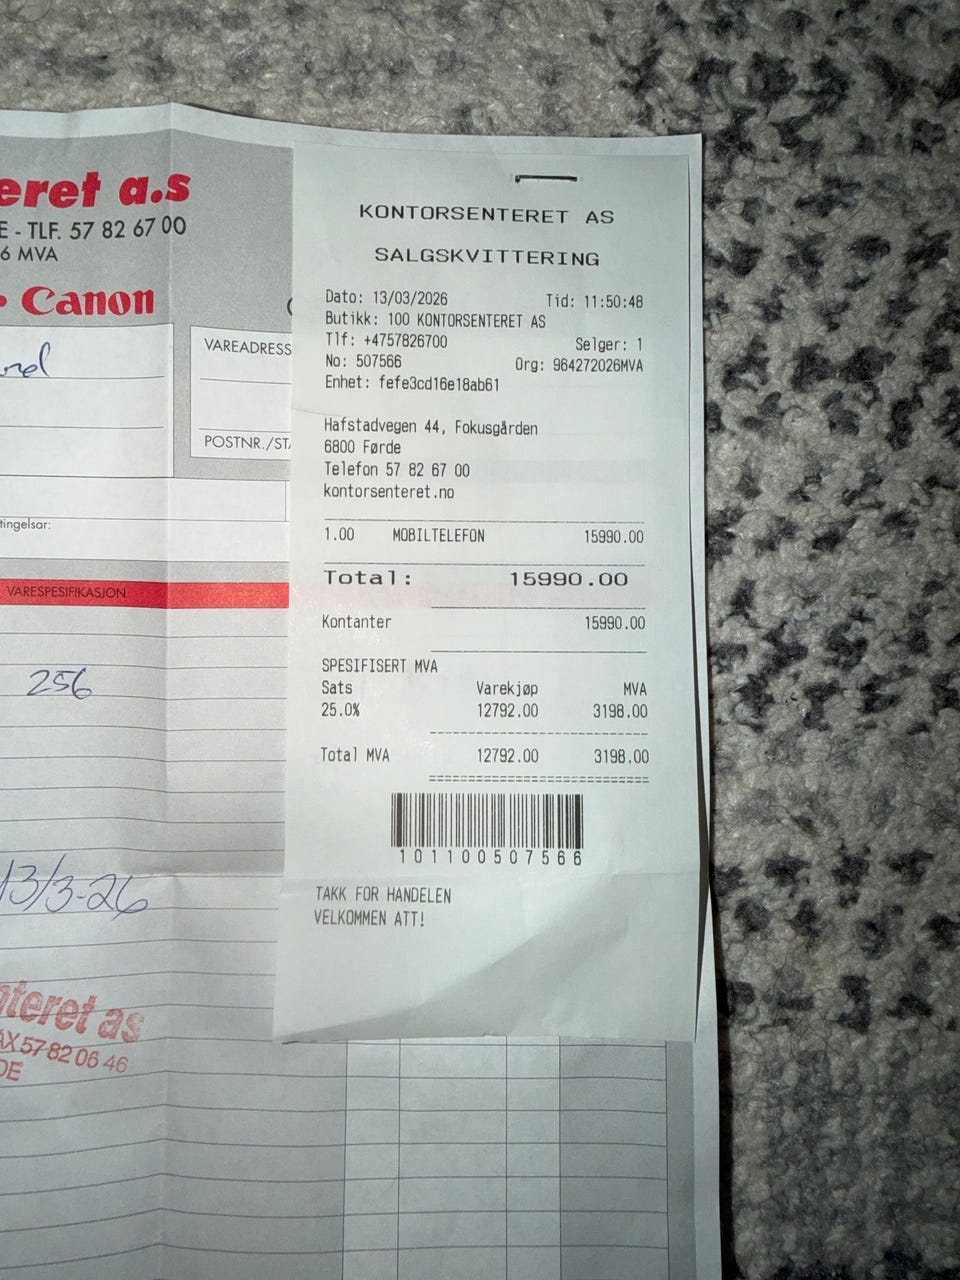 eret a.s
E - TLF. 57 82 67 00
6 MVA
Canon
VAREADRESS
POSTNR./STA
tingelsar:
VARESPESIFIKASJON
256
13/3-26
nteret as
AX 57 82 06 46
DE
KONTORSENTERET AS
SALGSKVITTERING
Dato: 13/03/2026 Tid: 11:50:48
Butikk: 100 KONTORSENTERET AS
Tlf: +4757826700 Selger: 1
No: 507566 Org: 964272026MVA
Enhet: fefe3cd16e18ab61
Hafstadvegen 44, Fokusgården
6800 Førde
Telefon 57 82 67 00
kontorsenteret.no
1.00 MOBILTELEFON 15990.00
Total: 15990.00
Kontanter 15990.00
SPESIFISERT MVA
Sats Varekjøp MVA
25.0% 12792.00 3198.00
Total MVA 12792.00 3198.00
101100507566
TAKK FOR HANDELEN
VELKOMMEN ATT!